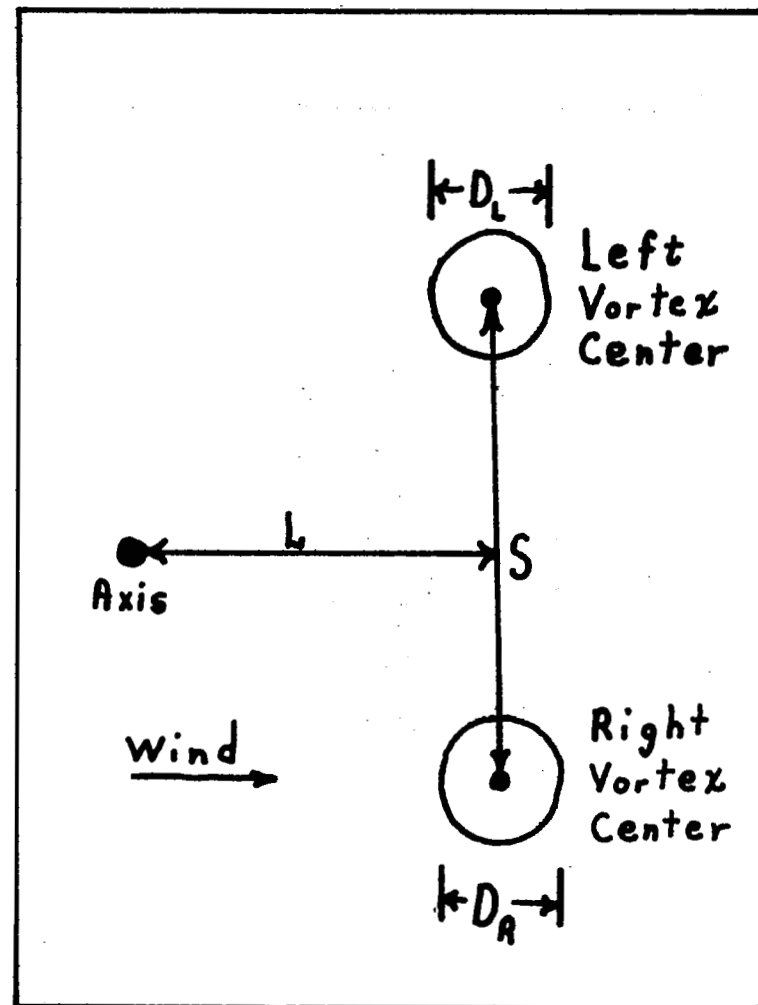 D_L
Left
Vortex
Center
L
S
Axis
Wind
Right
Vortex
Center
D_R